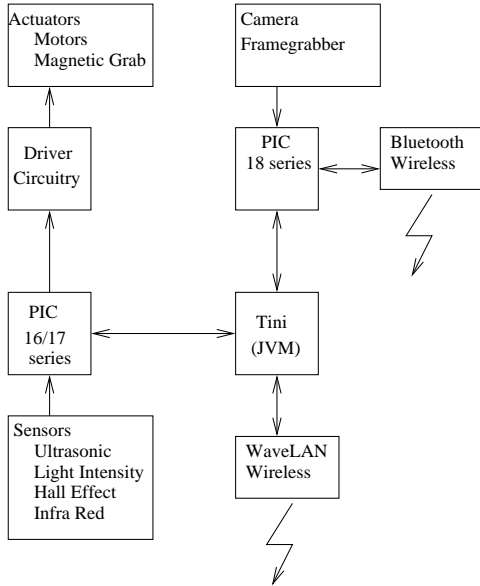 Actuators
Motors
Magnetic Grab
Camera
Framegrabber
Driver
Circuitry
PIC
18 series
Bluetooth
Wireless
PIC
16/17
series
Tini
(JVM)
Sensors
Ultrasonic
Light Intensity
Hall Effect
Infra Red
WaveLAN
Wireless